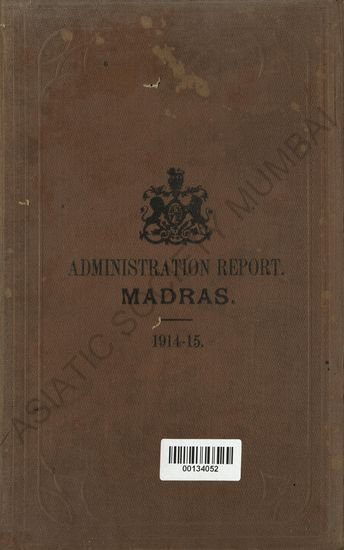 ADMINISTRATION REPORT.
MADRAS.
1914-15.
ASIATIC SOCIETY MUMBAI
00134052